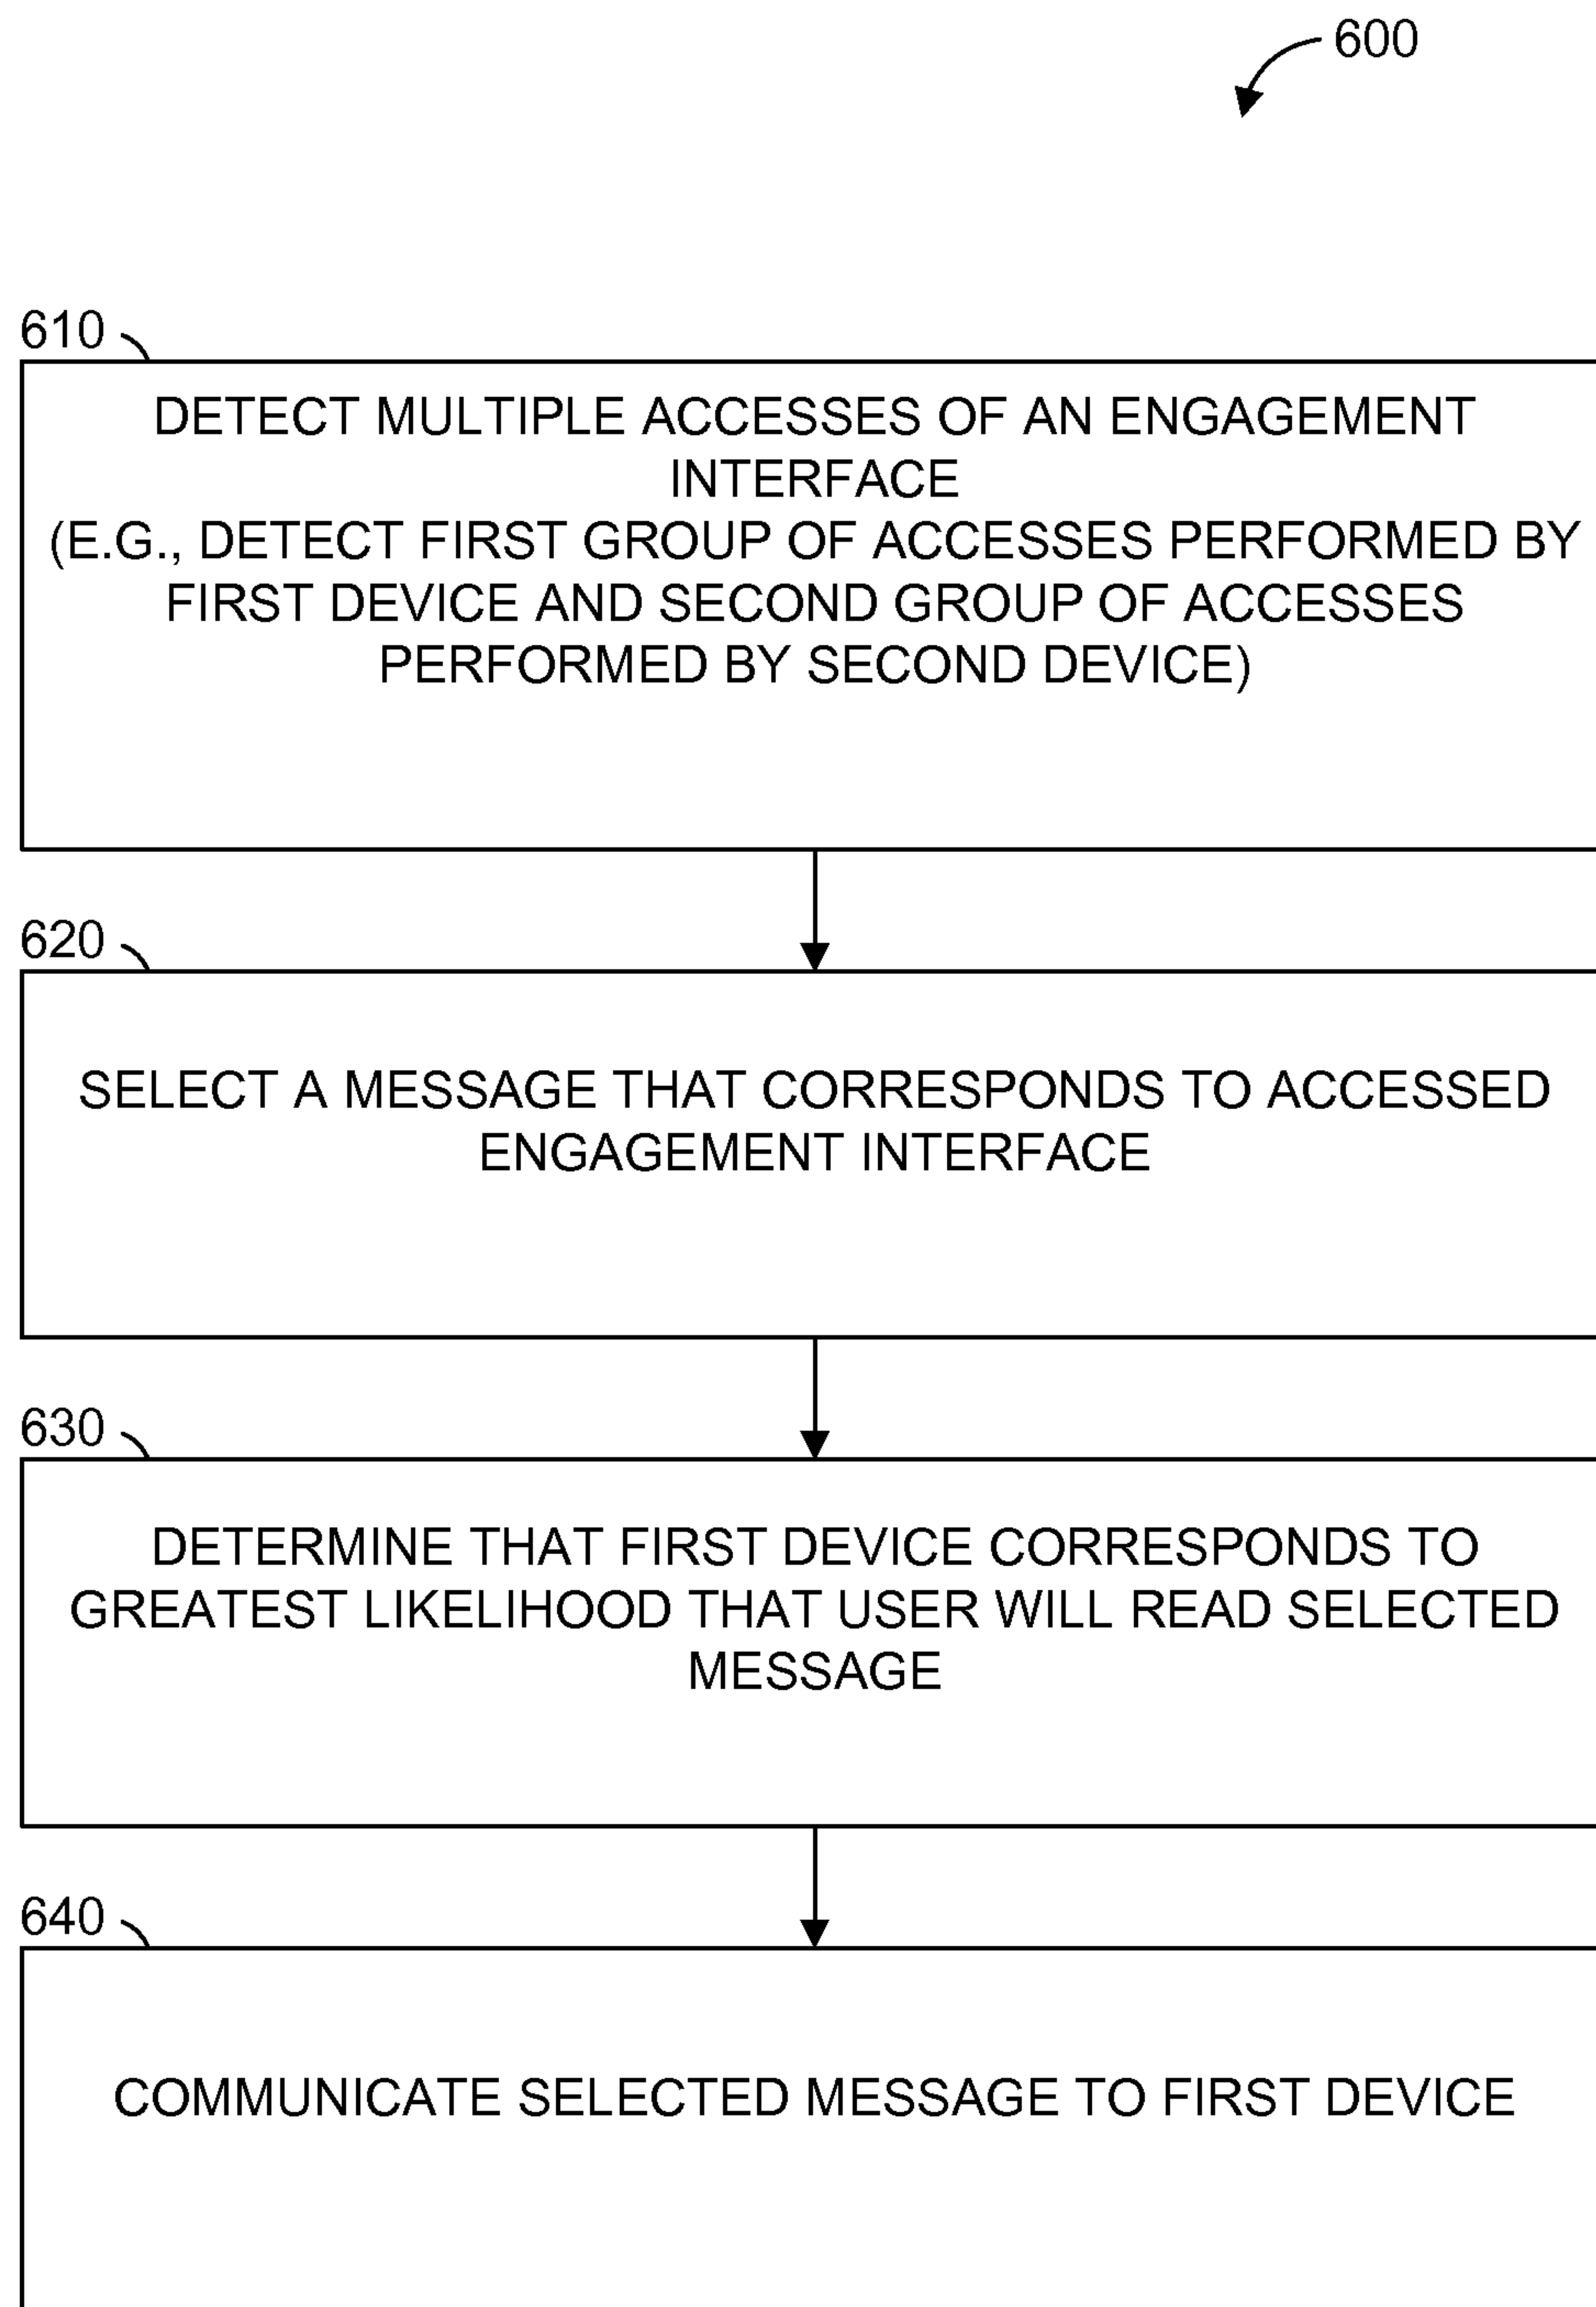 600
610
DETECT MULTIPLE ACCESSES OF AN ENGAGEMENT
INTERFACE
(E.G., DETECT FIRST GROUP OF ACCESSES PERFORMED BY
FIRST DEVICE AND SECOND GROUP OF ACCESSES
PERFORMED BY SECOND DEVICE)
620
SELECT A MESSAGE THAT CORRESPONDS TO ACCESSED
ENGAGEMENT INTERFACE
630
DETERMINE THAT FIRST DEVICE CORRESPONDS TO
GREATEST LIKELIHOOD THAT USER WILL READ SELECTED
MESSAGE
640
COMMUNICATE SELECTED MESSAGE TO FIRST DEVICE